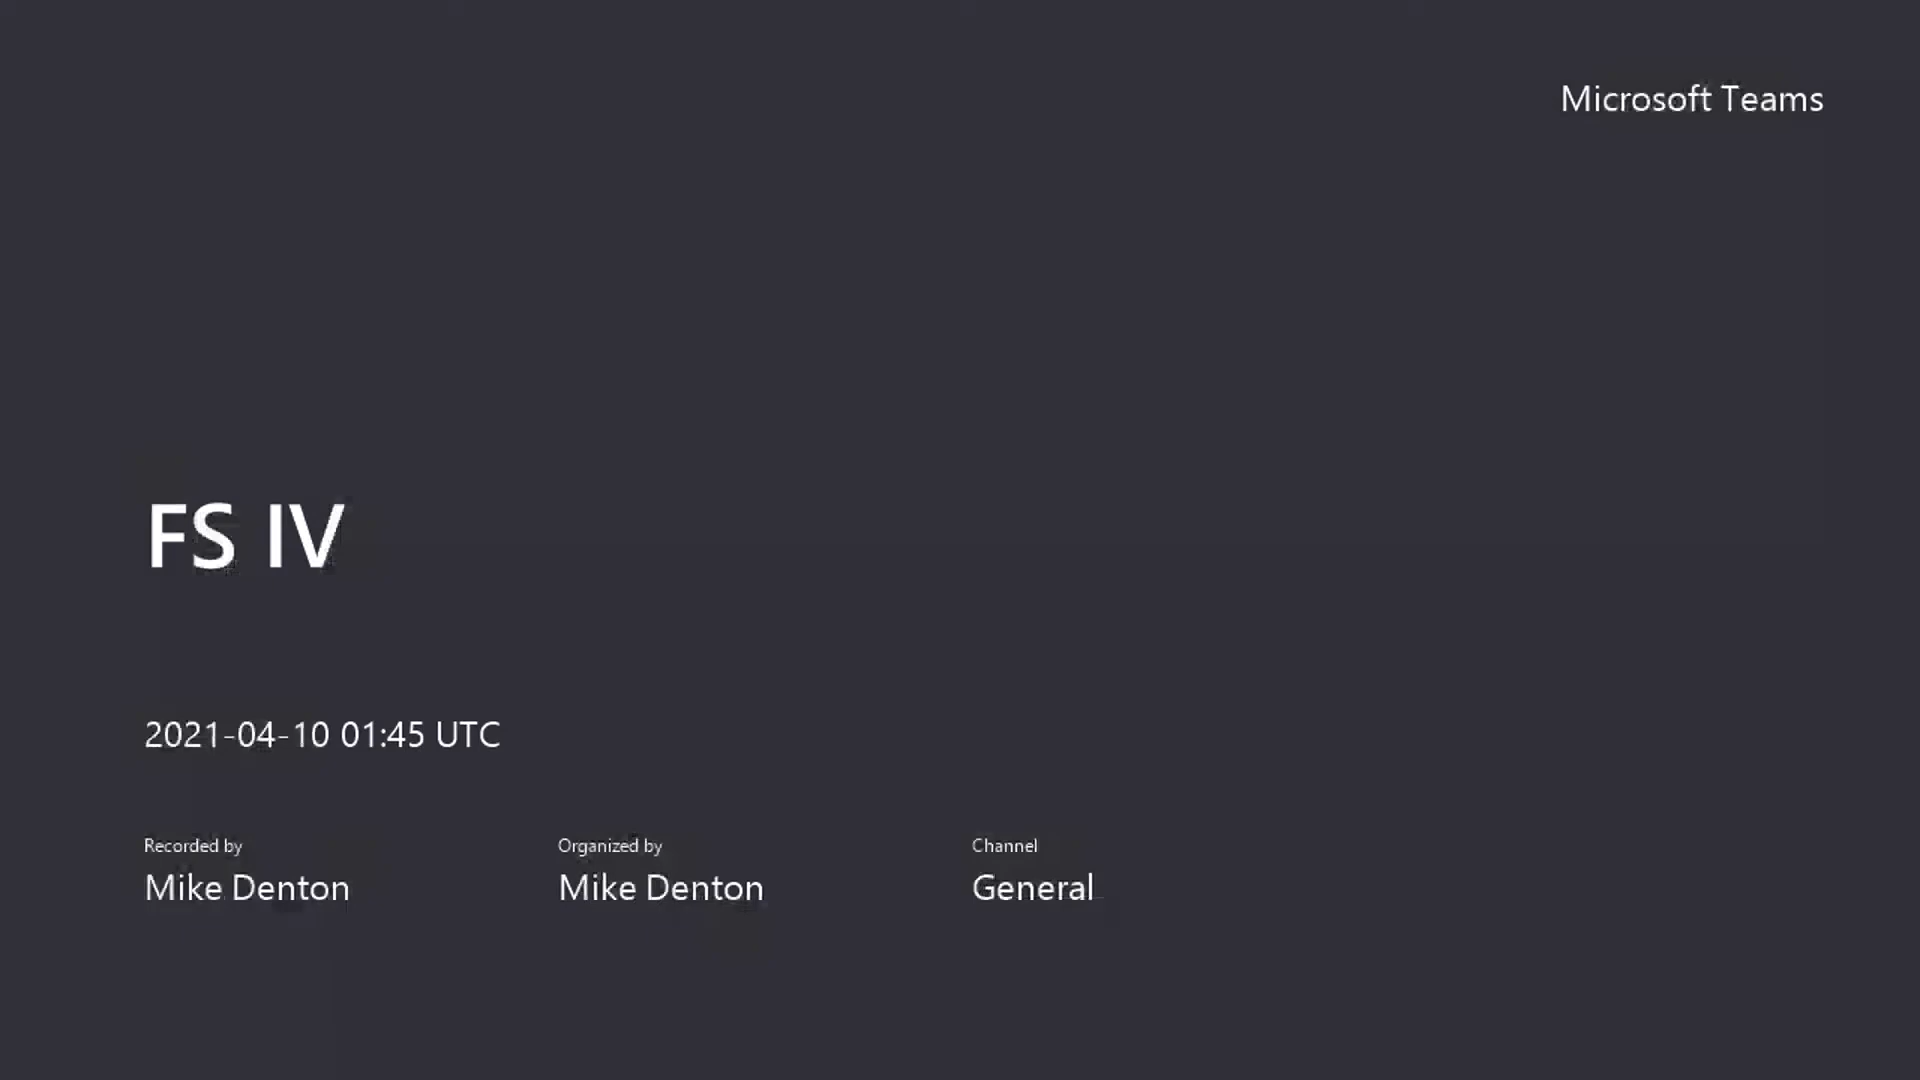 Microsoft Teams
FS IV
2021-04-10 01:45 UTC
Recorded by
Mike Denton
Organized by
Mike Denton
Channel
General